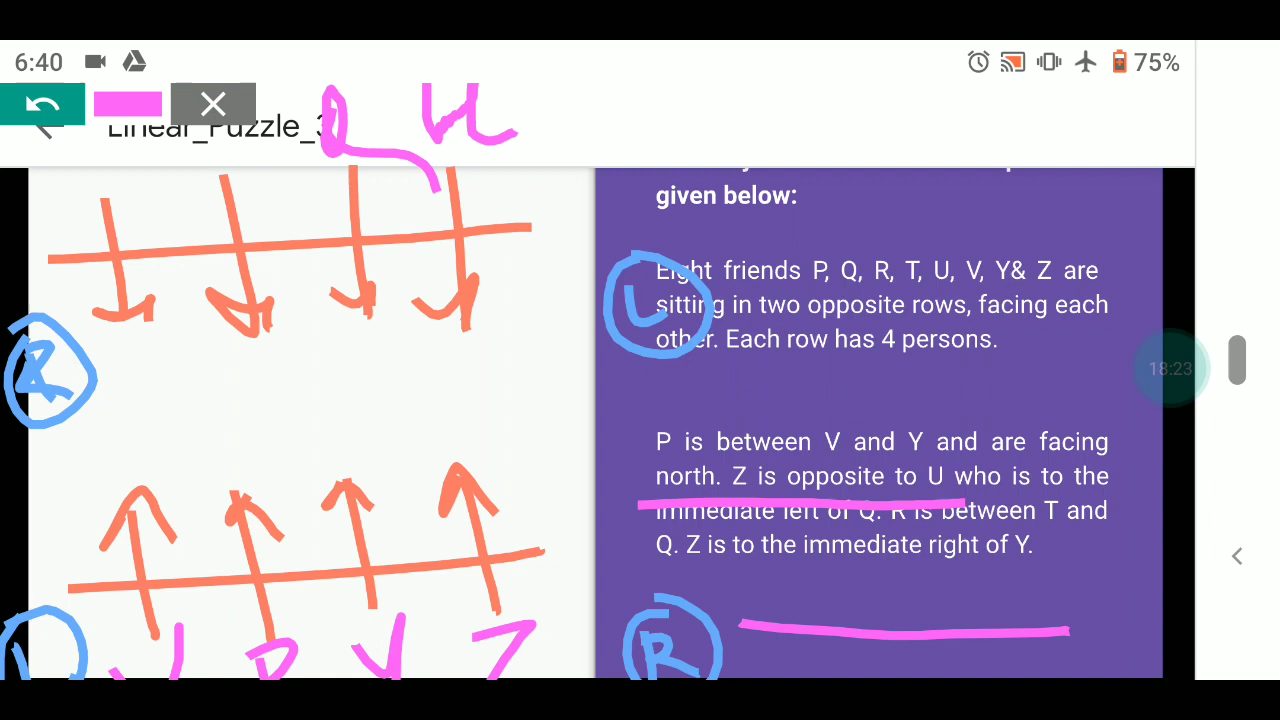 6:40
75%
Linear_Puzzle_3
Q U
given below:
Eight friends P, Q, R, T, U, V, Y& Z are
L
sitting in two opposite rows, facing each
other. Each row has 4 persons.
R
18:23
P is between V and Y and are facing
north. Z is opposite to U who is to the
immediate left of Q. R is between T and
Q. Z is to the immediate right of Y.
V P Y Z
R